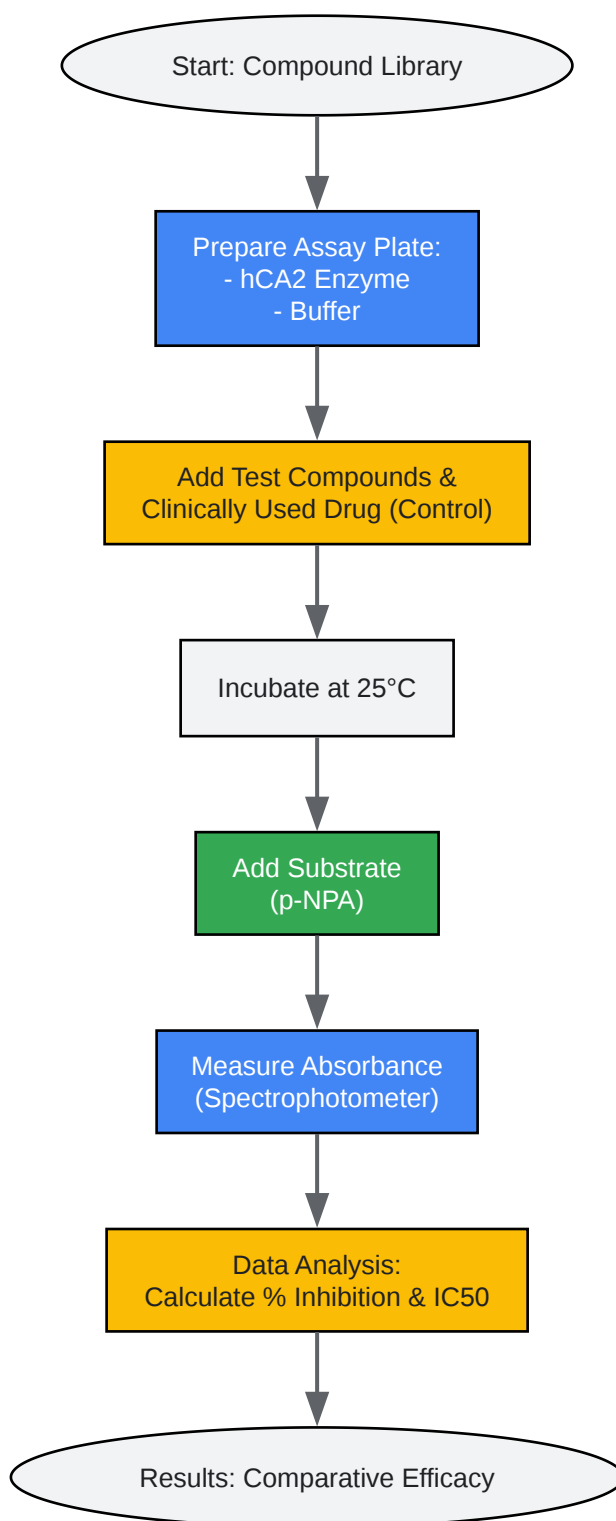 Start: Compound Library
Prepare Assay Plate:
- hCA2 Enzyme
- Buffer
Add Test Compounds &
Clinically Used Drug (Control)
Incubate at 25°C
Add Substrate
(p-NPA)
Measure Absorbance
(Spectrophotometer)
Data Analysis:
Calculate % Inhibition & IC50
Results: Comparative Efficacy